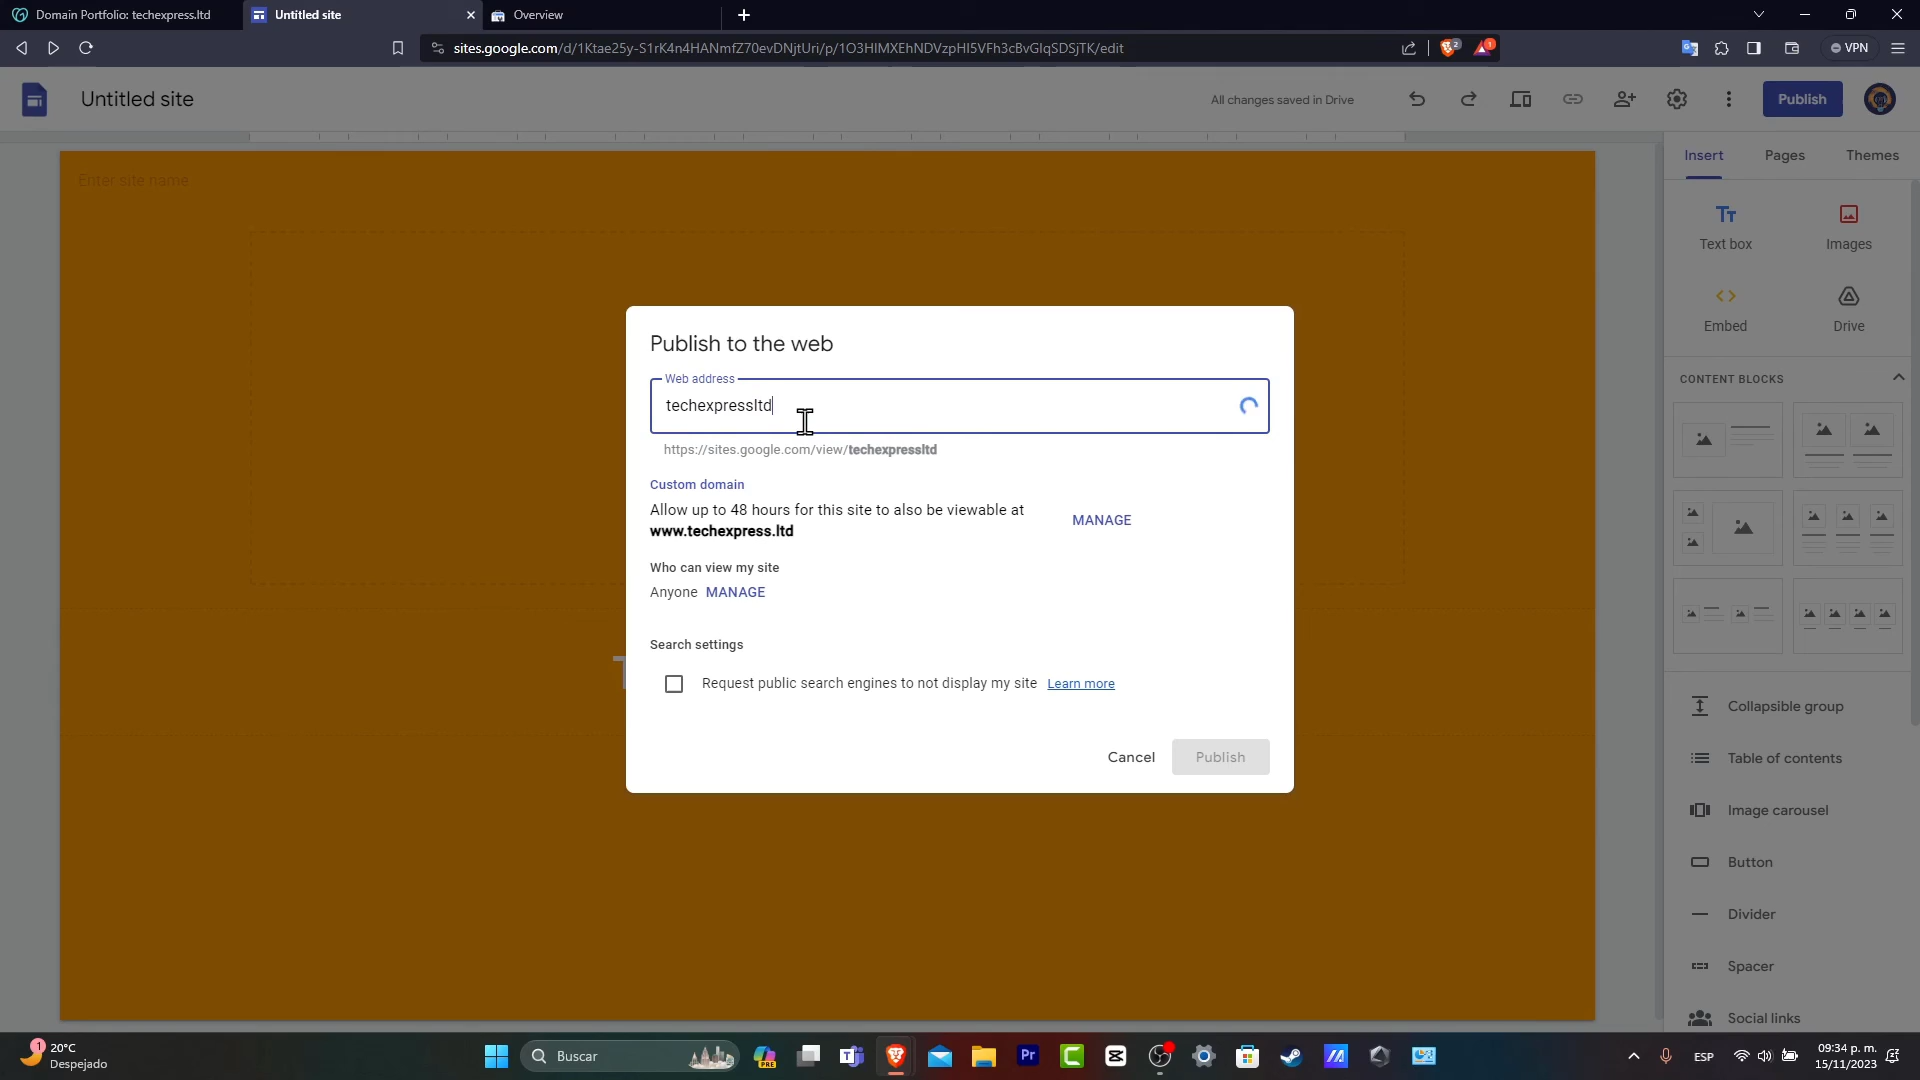 Domain Portfolio: techexpress.ltd
Untitled site
Overview
sites.google.com/d/1Ktae25y-S1rK4n4HANmfZ70evDNjtUri/p/1O3HIMXEhNDVzpHI5VFh3cBvGlqSDSjTK/edit
2
1
VPN
Untitled site
All changes saved in Drive
Publish
Enter site name
Insert
Pages
Themes
Text box
Images
Embed
Drive
CONTENT BLOCKS
Collapsible group
Table of contents
Image carousel
Button
Divider
Spacer
Social links
Publish to the web
Web address
techexpressltd
https://sites.google.com/view/techexpressltd
Custom domain
Allow up to 48 hours for this site to also be viewable at
www.techexpress.ltd
MANAGE
Who can view my site
Anyone MANAGE
Search settings
Request public search engines to not display my site Learn more
Cancel
Publish
1
20°C
Despejado
Buscar
PRE
Pr
ESP
09:34 p. m.
15/11/2023